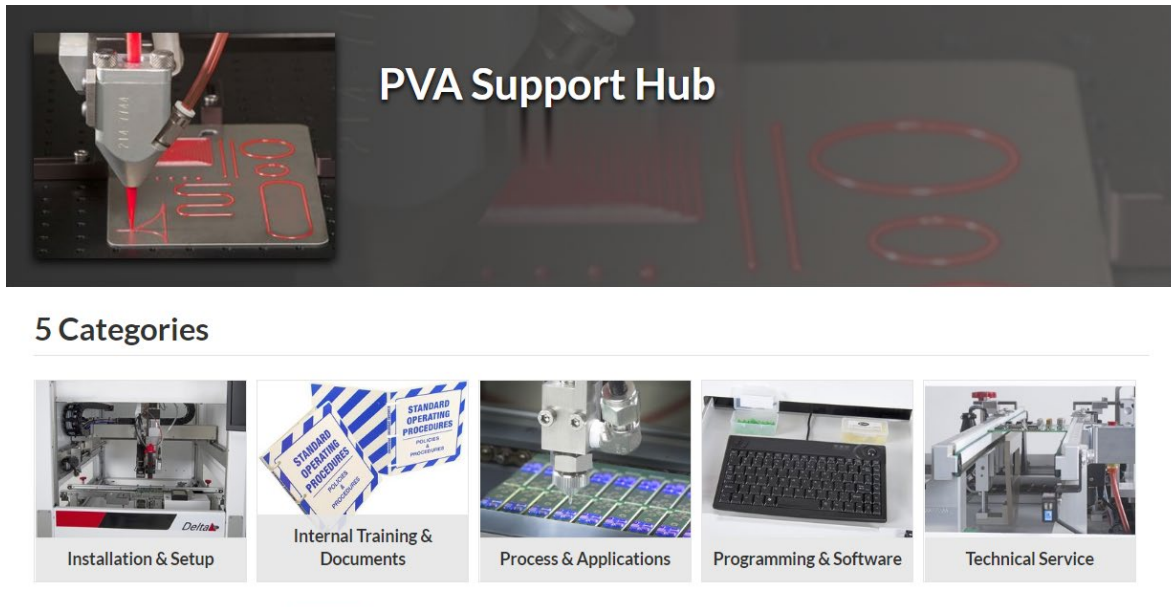 PVA Support Hub
5 Categories
STANDARD
OPERATING
PROCEDURES
POLICIES
&
PROCEDURES
STANDARD
OPERATING
PROCEDURES
POLICIES
&
PROCEDURES
Delta
Installation & Setup
Internal Training &
Documents
Process & Applications
Programming & Software
Technical Service